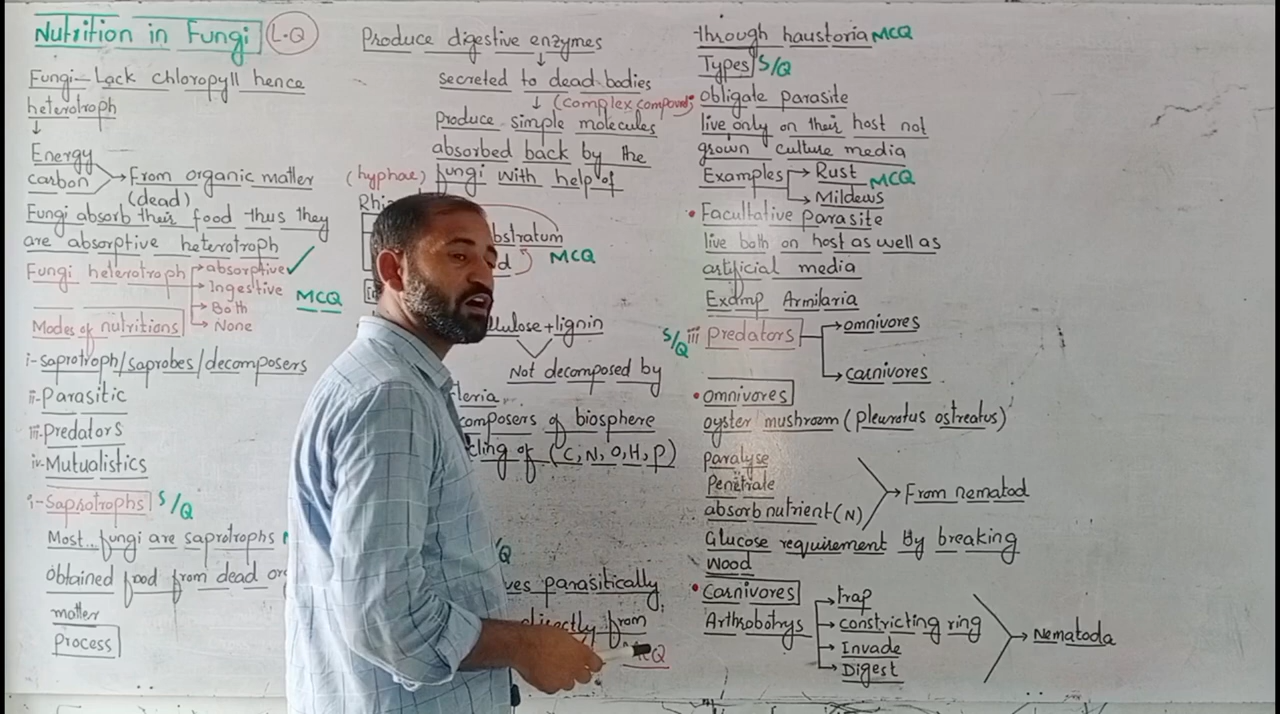 Nutrition in Fungi L.Q
Fungi - Lack chloropyll hence
heterotroph
↓
Energy
carbon → From organic matter
(dead)
Fungi absorb their food thus they
are absorptive heterotroph
Fungi heterotroph → absorptive ✓
→ Ingestive
→ Both MCQ
→ None
Modes of nutritions
i-saprotroph/saprobes/decomposers
ii-Parasitic
iii-Predators
iv-Mutualistics
i-Saprotrophs S/Q
Most fungi are saprotrophs
obtained food from dead
matter
Process
Produce digestive enzymes
↓
secreted to dead bodies
↓ (complex compound)
Produce simple molecules
absorbed back by the
(hyphae) fungi with help of
MCQ
lignin
Not decomposed by
of biosphere
of (C, N, O, H, P)
parasitically
directly from
through haustoria MCQ
Types S/Q
• obligate parasite
live only on their host not
grown culture media
Examples → Rust MCQ
→ Mildews
• Facultative Parasite
live both on host as well as
artificial media
Examp Armilaria
S/Q iii Predators → omnivores
→ carnivores
• omnivores
oyster mushroom (pleurotus ostreatus)
Paralyse
Penetrate → From nematod
absorb nutrient (N)
Glucose requirement By breaking
wood
• Carnivores → trap
Arthrobotrys → constricting ring → Nematoda
→ Invade
→ Digest